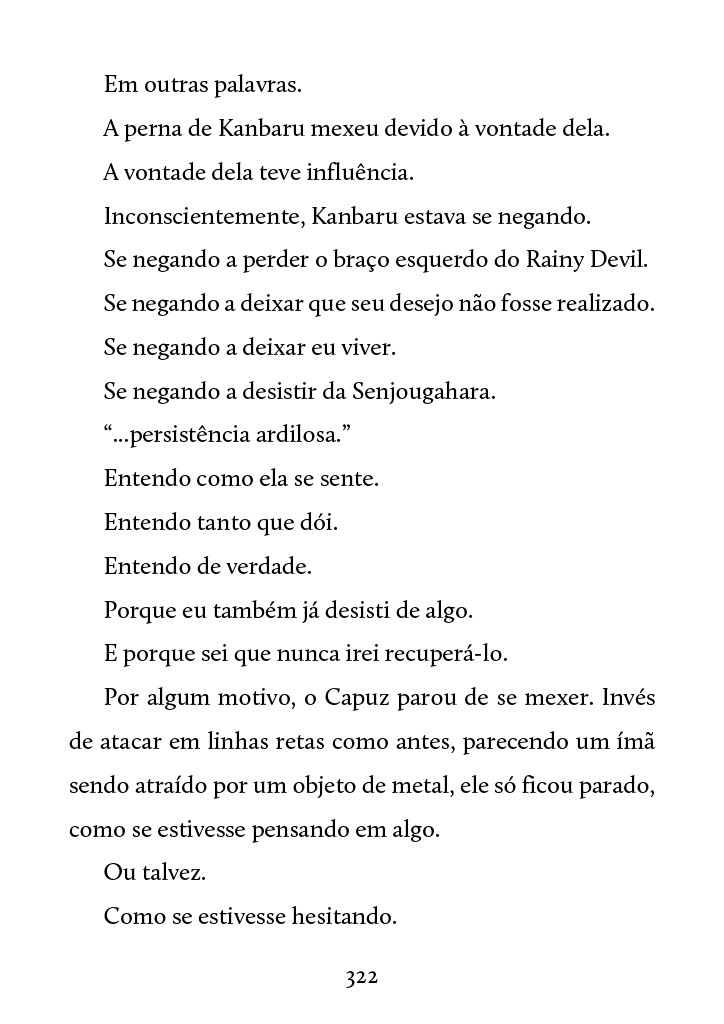 Em outras palavras.
A perna de Kanbaru mexeu devido à vontade dela.
A vontade dela teve influência.
Inconscientemente, Kanbaru estava se negando.
Se negando a perder o braço esquerdo do Rainy Devil.
Se negando a deixar que seu desejo não fosse realizado.
Se negando a deixar eu viver.
Se negando a desistir da Senjougahara.
“...persistência ardilosa.”
Entendo como ela se sente.
Entendo tanto que dói.
Entendo de verdade.
Porque eu também já desisti de algo.
E porque sei que nunca irei recuperá-lo.
Por algum motivo, o Capuz parou de se mexer. Invés
de atacar em linhas retas como antes, parecendo um ímã
sendo atraído por um objeto de metal, ele só ficou parado,
como se estivesse pensando em algo.
Ou talvez.
Como se estivesse hesitando.
322